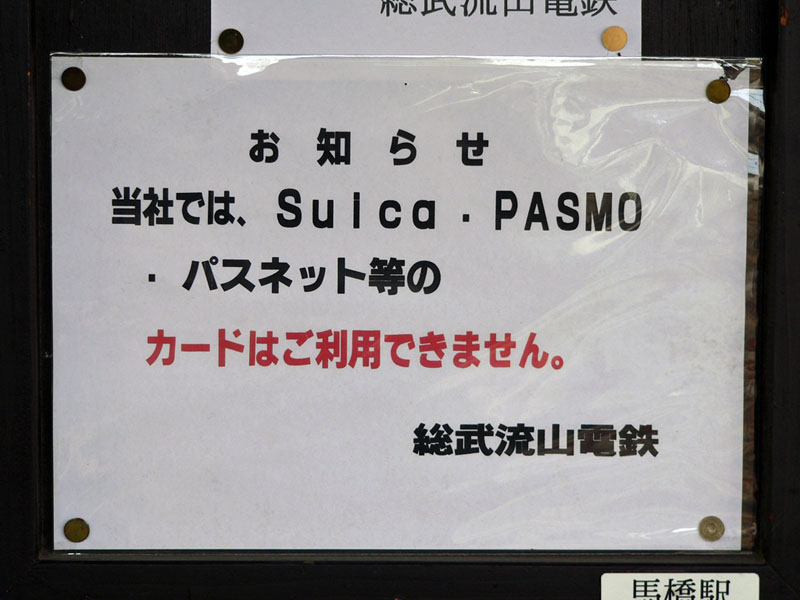 総武流山電鉄
お知らせ
当社では、Suica・PASMO
・パスネット等の
カードはご利用できません。
総武流山電鉄
馬橋駅